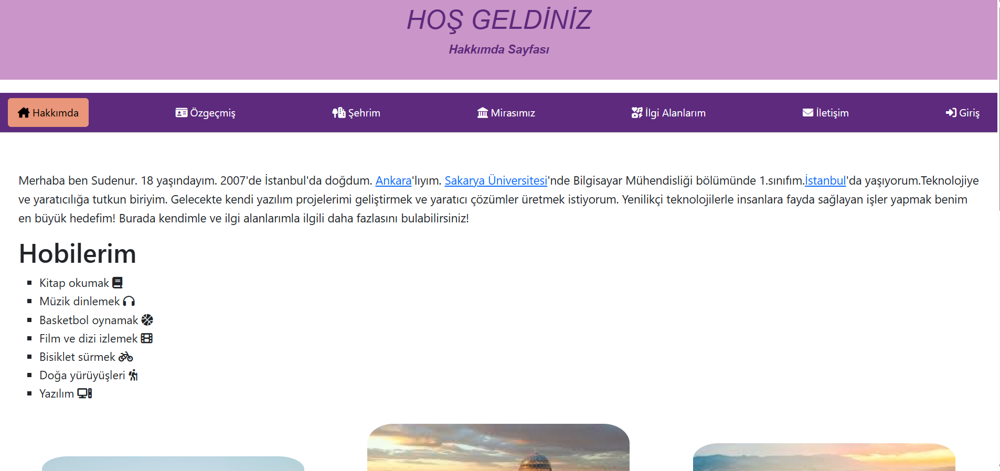 HOŞ GELDİNİZ
Hakkımda Sayfası
Hakkımda Özgeçmiş Şehrim Mirasımız İlgi Alanlarım İletişim Giriş
Merhaba ben Sudenur. 18 yaşındayım. 2007'de İstanbul'da doğdum. Ankara'lıyım. Sakarya Üniversitesi'nde Bilgisayar Mühendisliği bölümünde 1.sınıfım.İstanbul'da yaşıyorum.Teknolojiye
ve yaratıcılığa tutkun biriyim. Gelecekte kendi yazılım projelerimi geliştirmek ve yaratıcı çözümler üretmek istiyorum. Yenilikçi teknolojilerle insanlara fayda sağlayan işler yapmak benim
en büyük hedefim! Burada kendimle ve ilgi alanlarımla ilgili daha fazlasını bulabilirsiniz!
Hobilerim
Kitap okumak
Müzik dinlemek
Basketbol oynamak
Film ve dizi izlemek
Bisiklet sürmek
Doğa yürüyüşleri
Yazılım